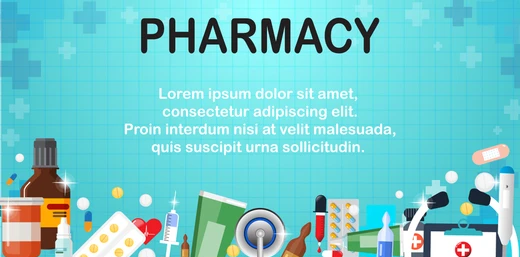 PHARMACY
Lorem ipsum dolor sit amet,
consectetur adipiscing elit.
Proin interdum nisi at velit malesuada,
quis suscipit urna sollicitudin.